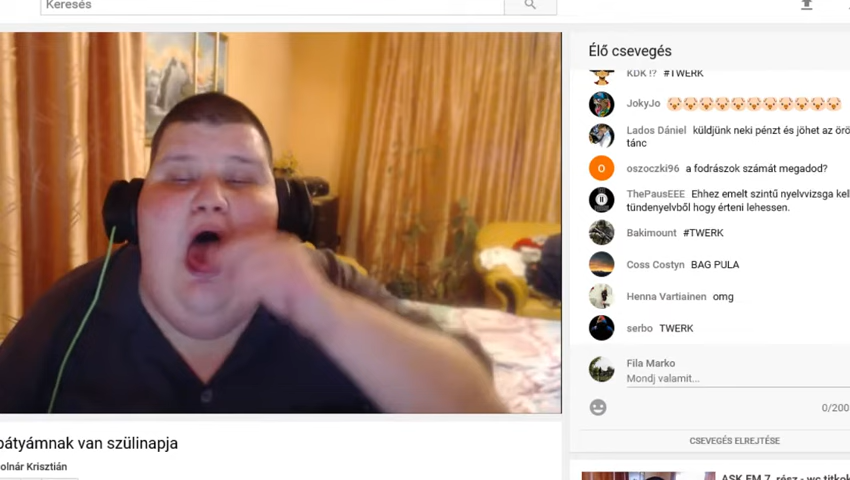 Keresés
Élő csevegés
KDK !? #TWERK
JokyJo
Lados Dániel küldjünk neki pénzt és jöhet az örö
tánc
O oszoczki96 a fodrászok számát megadod?
ThePausEEE Ehhez emelt szintű nyelvvizsga kel
tündenyelvből hogy érteni lehessen.
Bakimount #TWERK
Coss Costyn BAG PULA
Henna Vartiainen omg
serbo TWERK
Fila Marko
Mondj valamit...
0/200
CSEVEGÉS ELREJTÉSE
bátyámnak van szülinapja
olnár Krisztián
ASK FM 7. rész - wc titkok